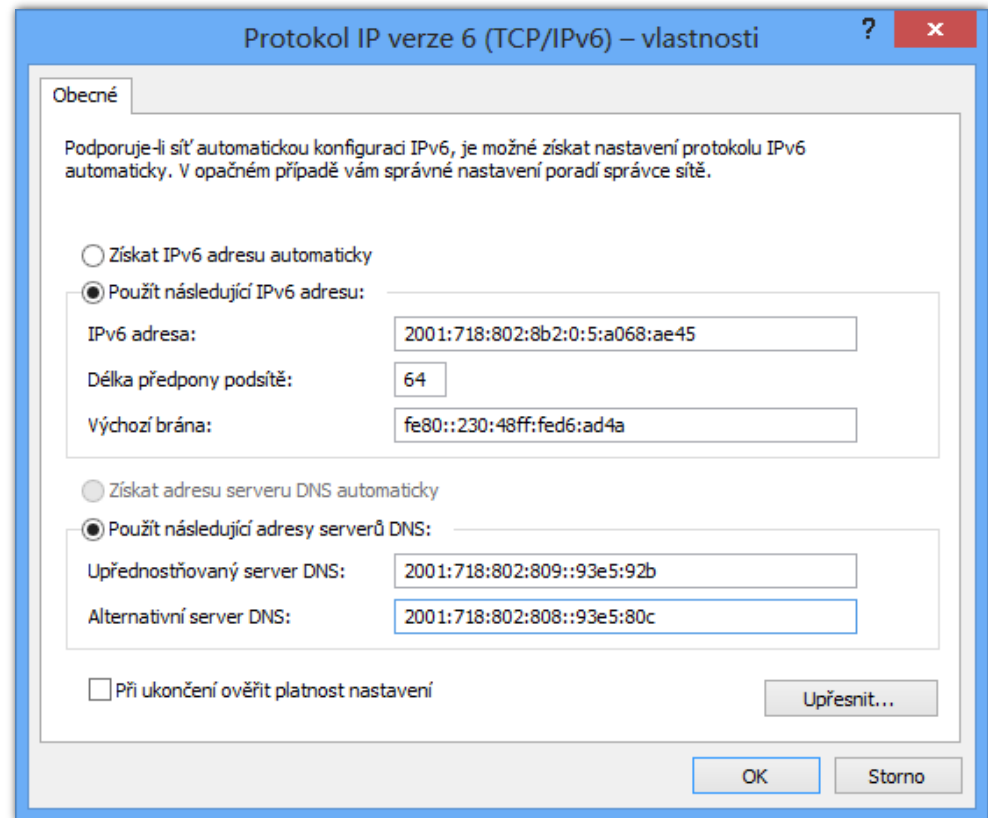 Protokol IP verze 6 (TCP/IPv6) – vlastnosti ?
Obecné
Podporuje-li síť automatickou konfiguraci IPv6, je možné získat nastavení protokolu IPv6
automaticky. V opačném případě vám správné nastavení poradí správce sítě.
Získat IPv6 adresu automaticky
Použít následující IPv6 adresu:
IPv6 adresa: 2001:718:802:8b2:0:5:a068:ae45
Délka předpony podsítě: 64
Výchozí brána: fe80::230:48ff:fed6:ad4a
Získat adresu serveru DNS automaticky
Použít následující adresy serverů DNS:
Upřednostňovaný server DNS: 2001:718:802:809::93e5:92b
Alternativní server DNS: 2001:718:802:808::93e5:80c
Při ukončení ověřit platnost nastavení
Upřesnit...
OK Storno